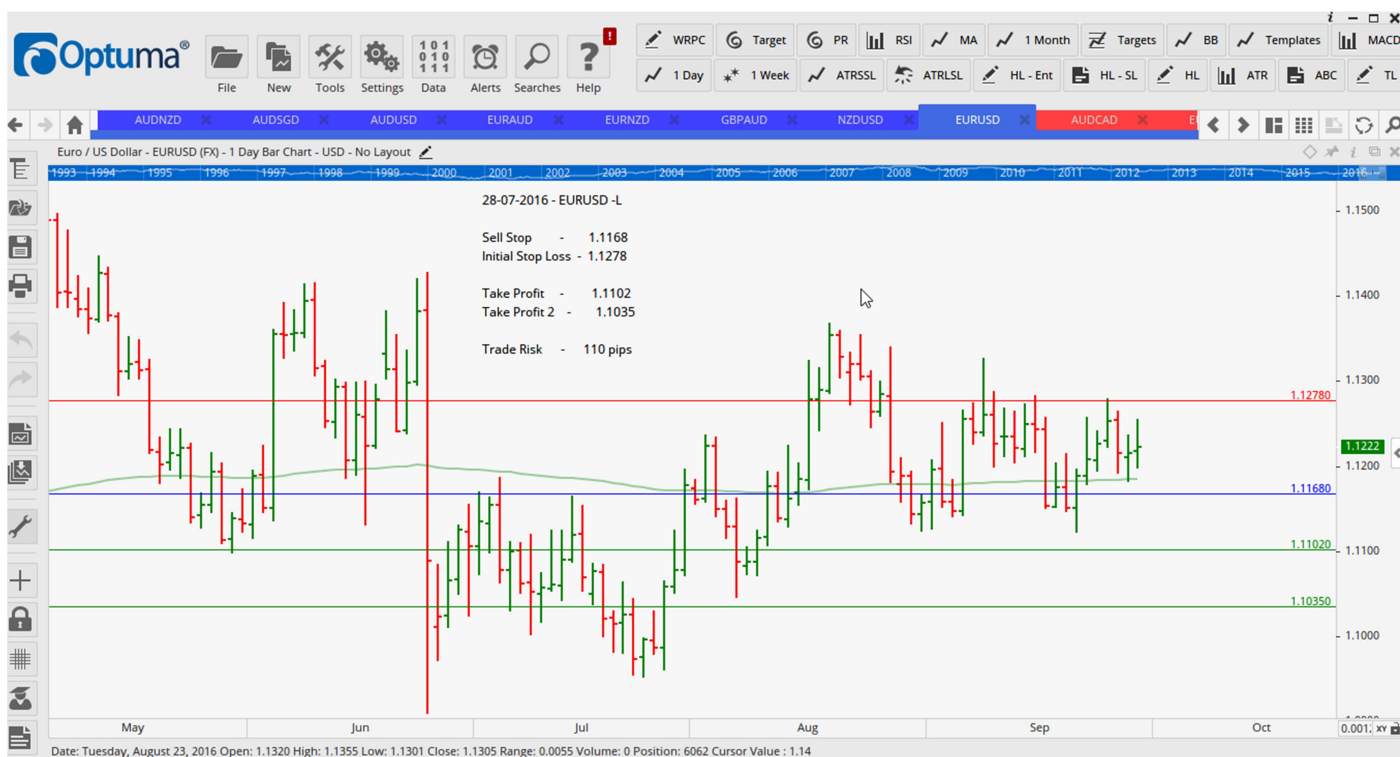 i
Optuma®
File
New
Tools
Settings
101
010
111
Data
Alerts
Searches
?
!
Help
WRPC Target PR RSI MA 1 Month Targets BB Templates MACD
1 Day 1 Week ATRSSL ATRLSL HL - Ent HL - SL HL ATR ABC TL
AUDNZD AUDSGD AUDUSD EURAUD EURNZD GBPAUD NZDUSD EURUSD AUDCAD
Euro / US Dollar - EURUSD (FX) - 1 Day Bar Chart - USD - No Layout
1993 1994 1995 1996 1997 1998 1999 2000 2001 2002 2003 2004 2005 2006 2007 2008 2009 2010 2011 2012 2013 2014 2015 2016
28-07-2016 - EURUSD -L
Sell Stop - 1.1168
Initial Stop Loss - 1.1278
Take Profit - 1.1102
Take Profit 2 - 1.1035
Trade Risk - 110 pips
1.1500
1.1400
1.1300
1.12780
1.1222
1.1200
1.11680
1.11020
1.1100
1.10350
1.1000
May Jun Jul Aug Sep Oct
0.001: XY
Date: Tuesday, August 23, 2016 Open: 1.1320 High: 1.1355 Low: 1.1301 Close: 1.1305 Range: 0.0055 Volume: 0 Position: 6062 Cursor Value : 1.14